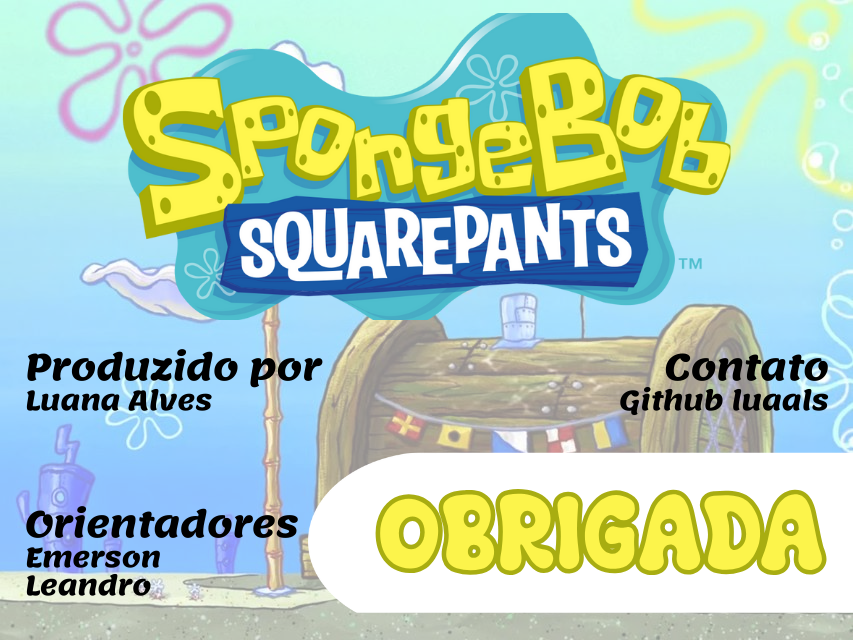 SpongeBob
SQUAREPANTS
TM
Produzido por
Luana Alves
Contato
Github luaals
Orientadores
Emerson
Leandro
OBRIGADA